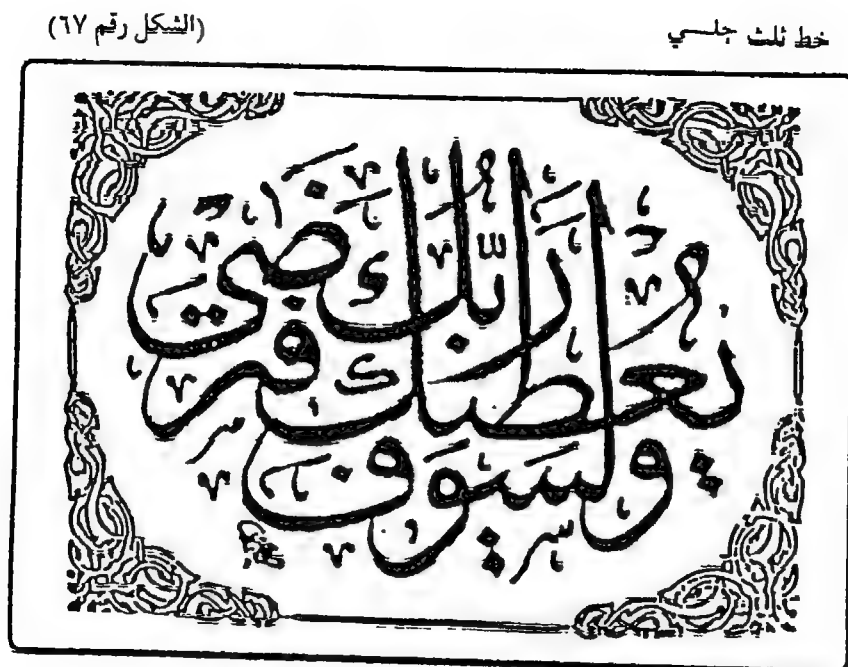 خط ثلث جلي
(الشكل رقم ٦٧)
ولسوف يعطيك ربك فترضى